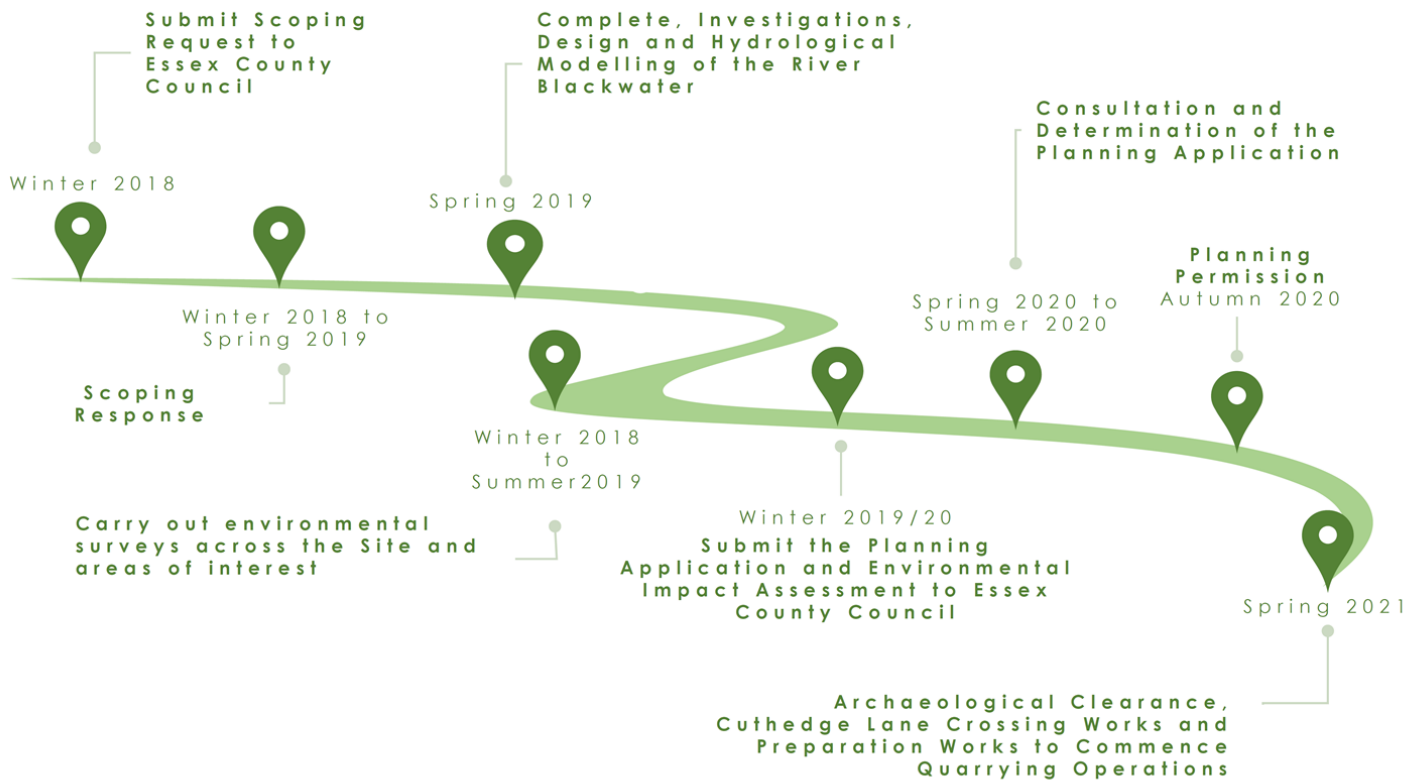 Submit Scoping
Request to
Essex County
Council
Winter 2018
Winter 2018 to
Spring 2019
Scoping
Response
Complete, Investigations,
Design and Hydrological
Modelling of the River
Blackwater
Spring 2019
Winter 2018
to
Summer2019
Carry out environmental
surveys across the Site and
areas of interest
Winter 2019/20
Submit the Planning
Application and Environmental
Impact Assessment to Essex
County Council
Consultation and
Determination of the
Planning Application
Spring 2020 to
Summer 2020
Planning
Permission
Autumn 2020
Spring 2021
Archaeological Clearance,
Cuthedge Lane Crossing Works and
Preparation Works to Commence
Quarrying Operations